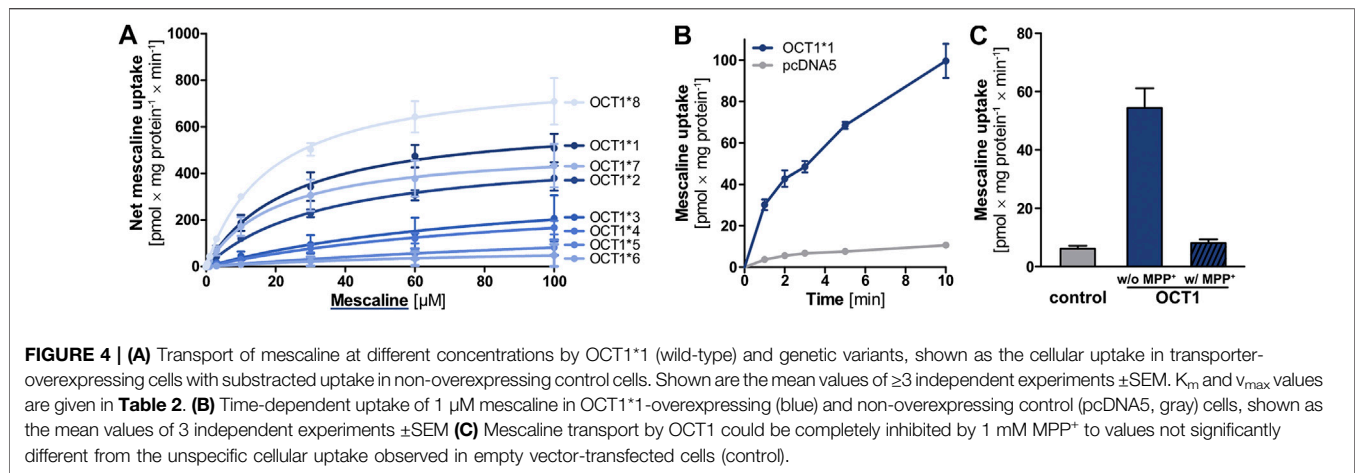 A
Net mescaline uptake
[pmol × mg protein⁻¹ × min⁻¹]
1000
800
600
400
200
0
0
20
40
60
80
100
Mescaline [µM]
OCT1*8
OCT1*1
OCT1*7
OCT1*2
OCT1*3
OCT1*4
OCT1*5
OCT1*6
B
Mescaline uptake
[pmol × mg protein⁻¹ × min⁻¹]
100
80
60
40
20
0
0
2
4
6
8
10
Time [min]
OCT1*1
pcDNA5
C
Mescaline uptake
[pmol × mg protein⁻¹ × min⁻¹]
80
60
40
20
0
control
w/o MPP⁺ w/ MPP⁺
OCT1
FIGURE 4 | (A) Transport of mescaline at different concentrations by OCT1*1 (wild-type) and genetic variants, shown as the cellular uptake in transporter-
overexpressing cells with substracted uptake in non-overexpressing control cells. Shown are the mean values of ≥3 independent experiments ±SEM. Kₘ and vₘₐₓ values
are given in Table 2. (B) Time-dependent uptake of 1 µM mescaline in OCT1*1-overexpressing (blue) and non-overexpressing control (pcDNA5, gray) cells, shown as
the mean values of 3 independent experiments ±SEM (C) Mescaline transport by OCT1 could be completely inhibited by 1 mM MPP⁺ to values not significantly
different from the unspecific cellular uptake observed in empty vector-transfected cells (control).